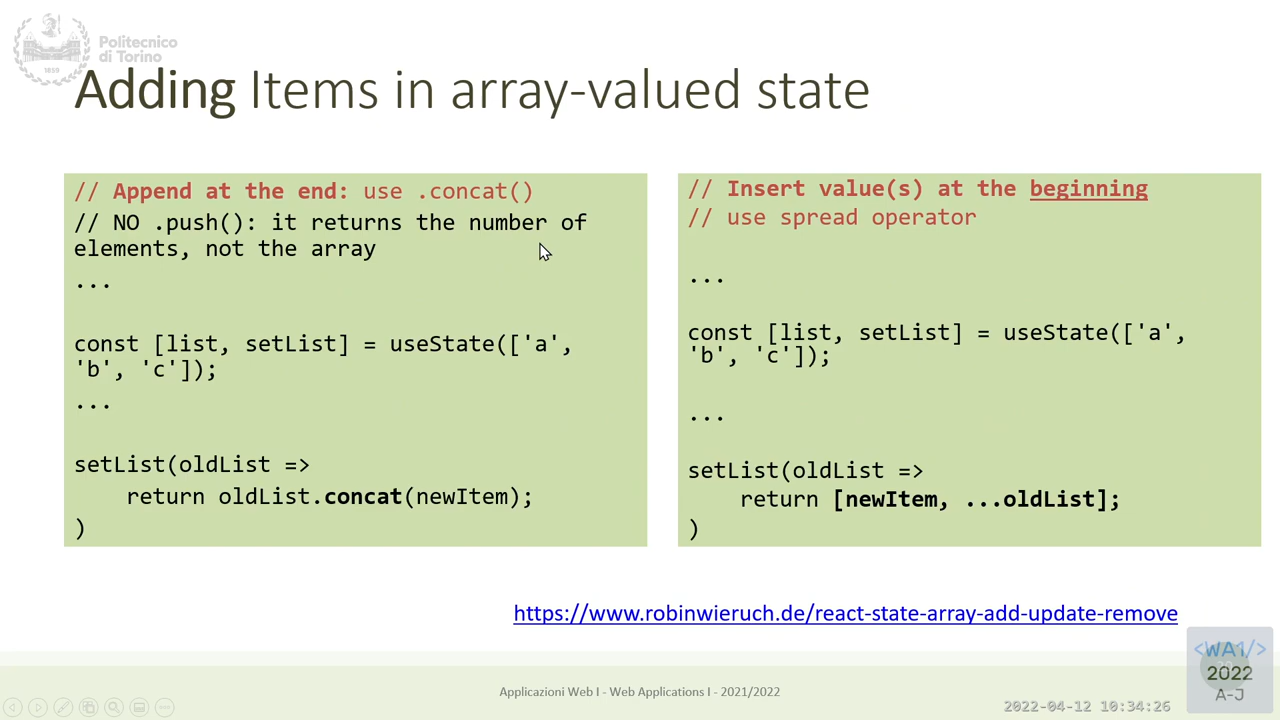 Politecnico
di Torino
1859
Adding Items in array-valued state
// Append at the end: use .concat()
// NO .push(): it returns the number of
elements, not the array
...
const [list, setList] = useState(['a',
'b', 'c']);
...
setList(oldList =>
return oldList.concat(newItem);
)
// Insert value(s) at the beginning
// use spread operator
...
const [list, setList] = useState(['a',
'b', 'c']);
...
setList(oldList =>
return [newItem, ...oldList];
)
https://www.robinwieruch.de/react-state-array-add-update-remove
Applicazioni Web I - Web Applications I - 2021/2022
<WA1/>
2022
A-J
2022-04-12 10:34:26